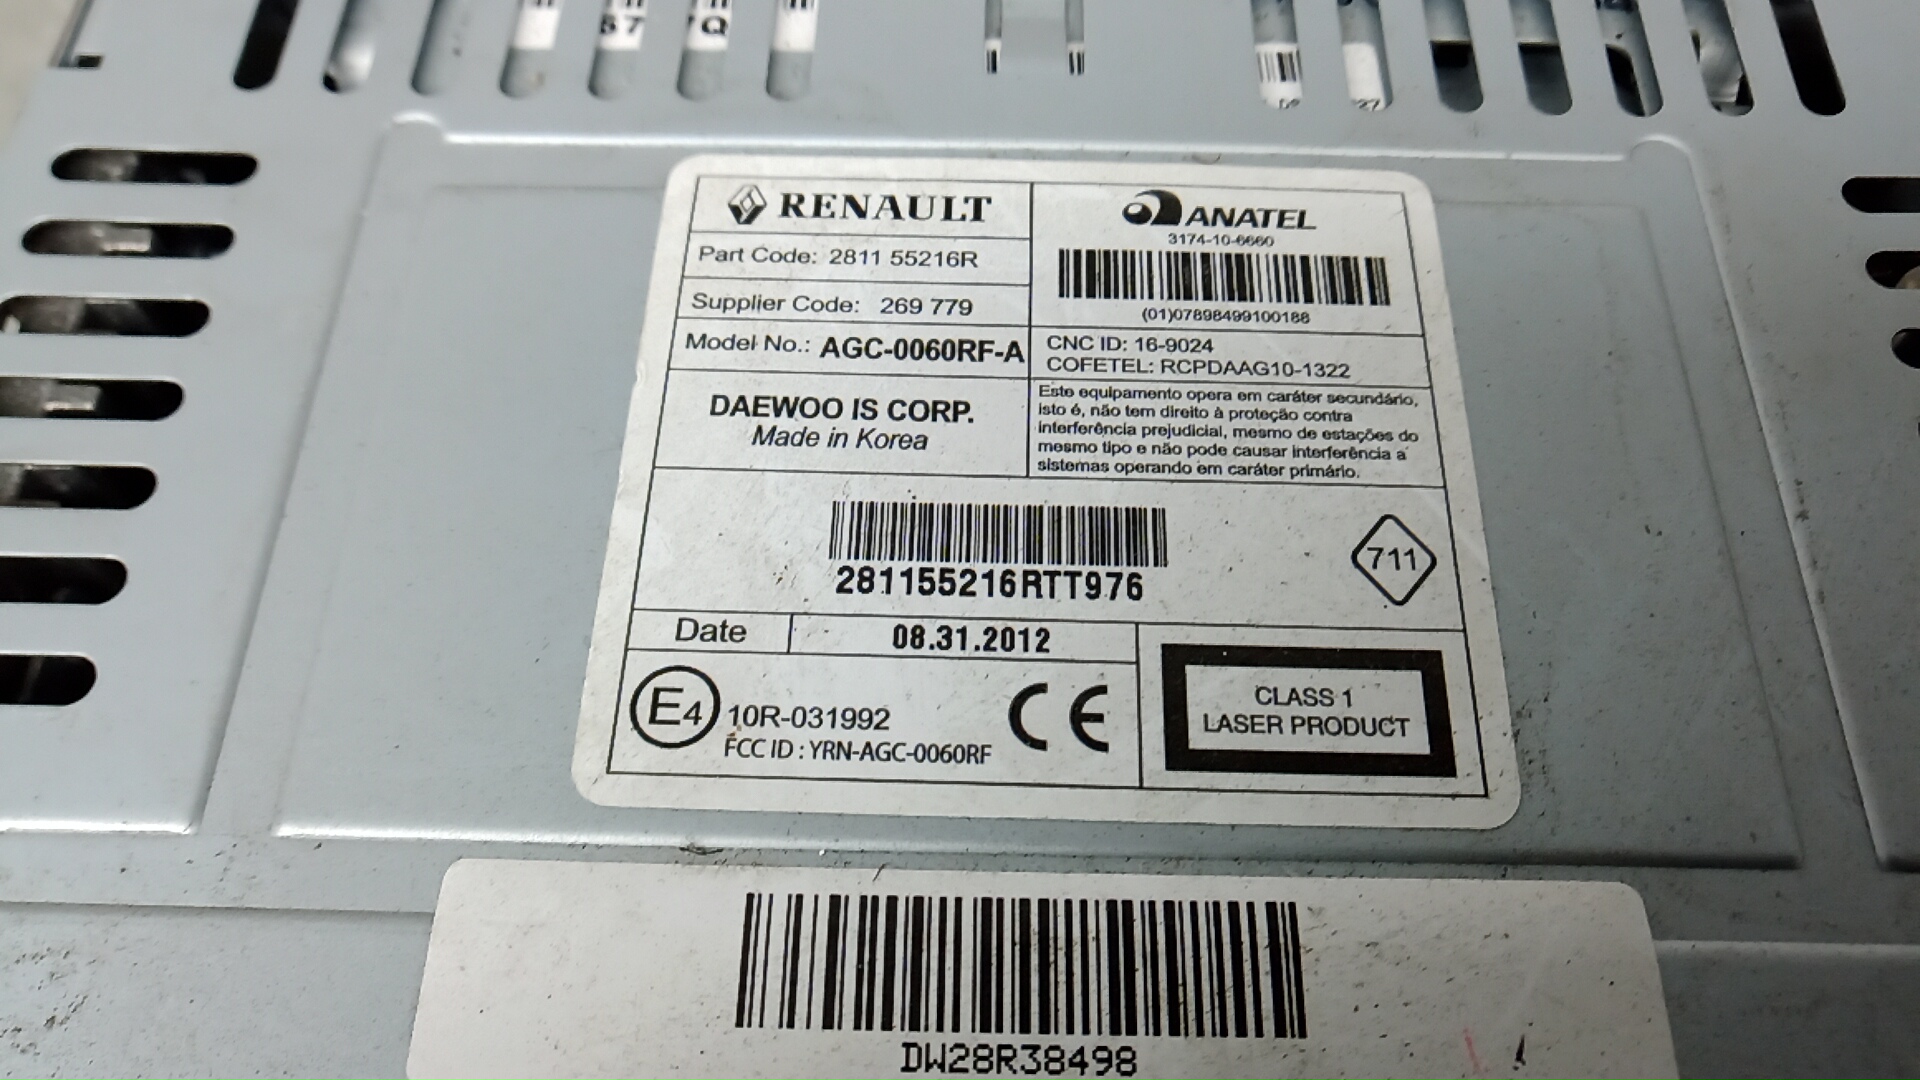 67
7Q
27
RENAULT
Part Code: 2811 55216R
Supplier Code: 269 779
Model No.: AGC-0060RF-A
DAEWOO IS CORP.
Made in Korea
ANATEL
3174-10-6660
(01)07898499100188
CNC ID: 16-9024
COFETEL: RCPDAAG10-1322
Este equipamento opera em caráter secundário,
isto é, não tem direito à proteção contra
interferência prejudicial, mesmo de estações do
mesmo tipo e não pode causar interferência a
sistemas operando em caráter primário.
281155216RTT976
711
Date 08.31.2012
E4 10R-031992
FCC ID : YRN-AGC-0060RF
CE
CLASS 1
LASER PRODUCT
DW28R38498